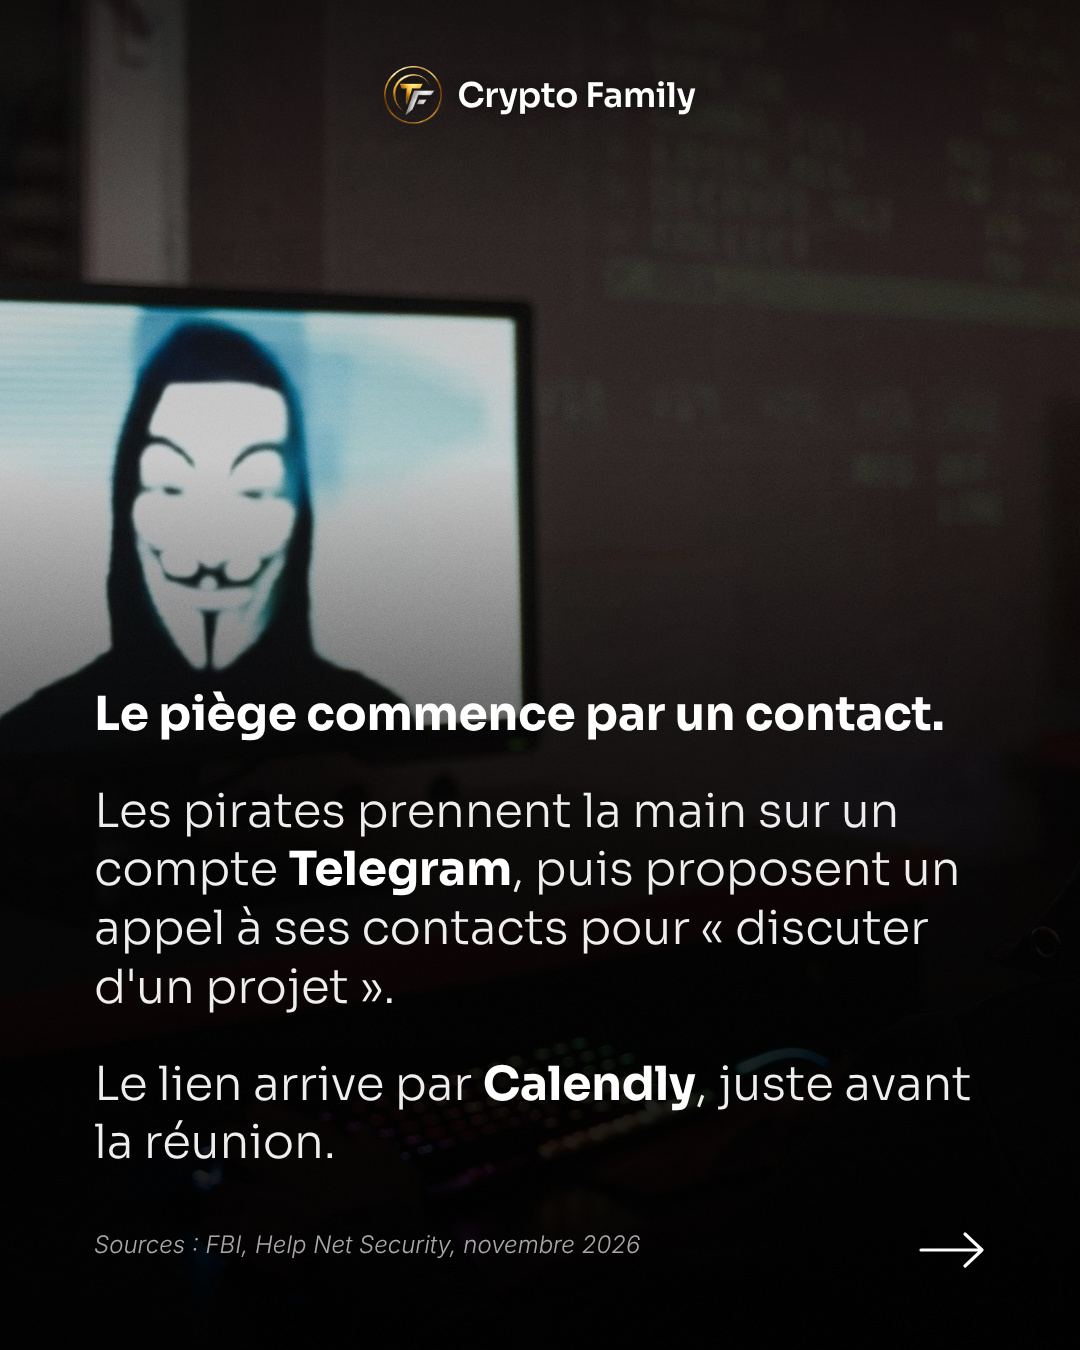 Crypto Family
Le piège commence par un contact.
Les pirates prennent la main sur un
compte Telegram, puis proposent un
appel à ses contacts pour « discuter
d'un projet ».
Le lien arrive par Calendly, juste avant
la réunion.
Sources : FBI, Help Net Security, novembre 2026